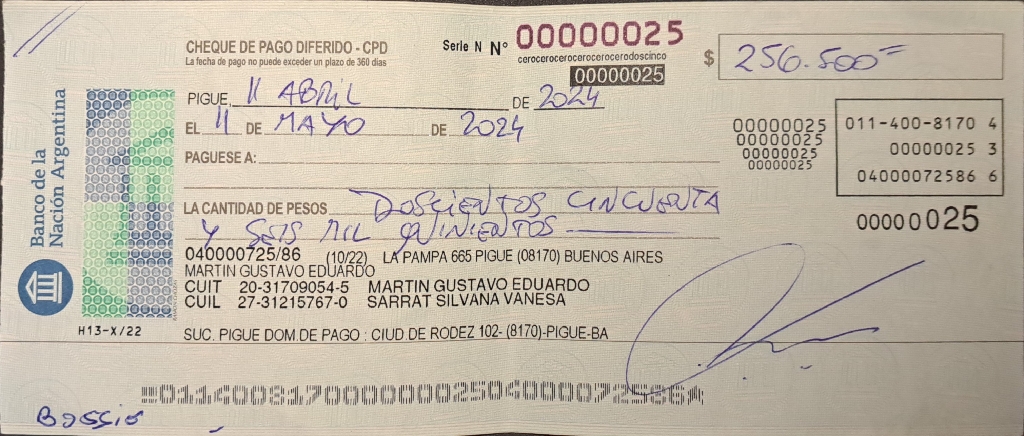 CHEQUE DE PAGO DIFERIDO - CPD
La fecha de pago no puede exceder un plazo de 360 días
Serie N Nº 00000025
cerocerocerocerocerocerodoscinco
00000025
$ 256.500=
PIGUE, 11 ABRIL DE 2024
EL 11 DE MAYO DE 2024
PAGUESE A:
00000025
00000025
00000025
00000025
011-400-8170 4
00000025 3
04000072586 6
00000025
LA CANTIDAD DE PESOS DOSCIENTOS CINCUENTA
Y SEIS MIL QUINIENTOS
040000725/86 (10/22) LA PAMPA 665 PIGUE (08170) BUENOS AIRES
MARTIN GUSTAVO EDUARDO
CUIT 20-31709054-5 MARTIN GUSTAVO EDUARDO
CUIL 27-31215767-0 SARRAT SILVANA VANESA
SUC. PIGUE DOM.DE PAGO : CIUD DE RODEZ 102- (8170)-PIGUE-BA
Banco de la
Nación Argentina
H13-X/22
01140081700000002504000072586
Bossio